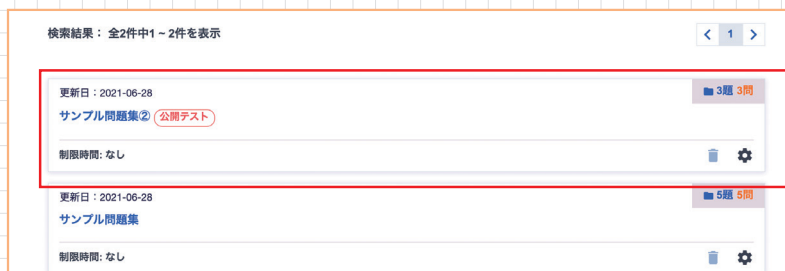 検索結果： 全2件中1 ~ 2件を表示
1
更新日：2021-06-28
3題 3問
サンプル問題集② 公開テスト
制限時間: なし
更新日：2021-06-28
5題 5問
サンプル問題集
制限時間: なし